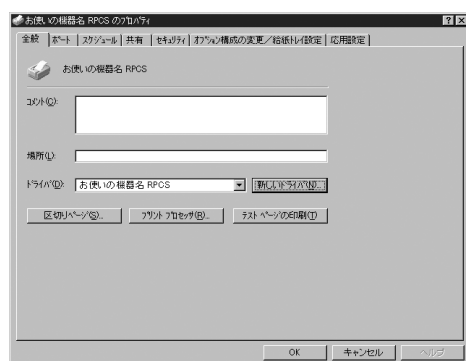 お使いの機器名 RPCS のプロパティ
全般 ポート スケジュール 共有 セキュリティ オプション構成の変更／給紙トレイ設定 応用設定
お使いの機器名 RPCS
コメント(C):
場所(L):
ドライバ(D): お使いの機器名 RPCS 新しいドライバ(N)...
区切りページ(S)... プリント プロセッサ(R)... テスト ページの印刷(T)
OK キャンセル ヘルプ